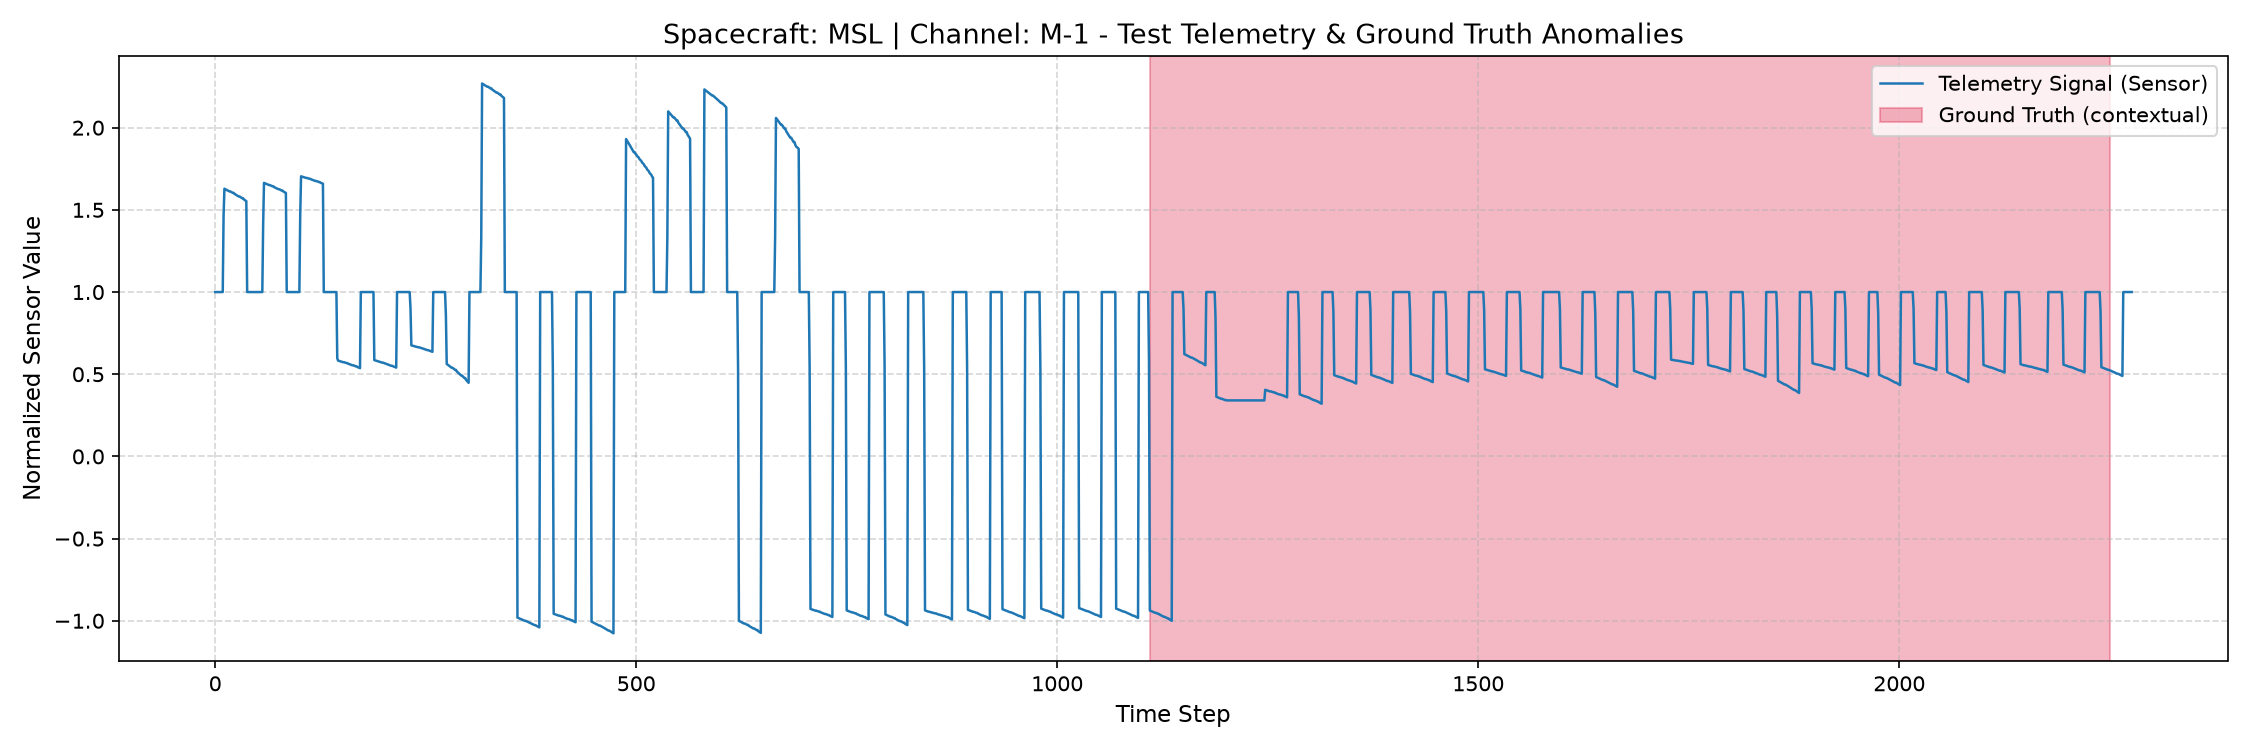 Spacecraft: MSL | Channel: M-1 - Test Telemetry & Ground Truth Anomalies
Telemetry Signal (Sensor)
Ground Truth (contextual)
Normalized Sensor Value
2.0
1.5
1.0
0.5
0.0
−0.5
−1.0
0 500 1000 1500 2000
Time Step